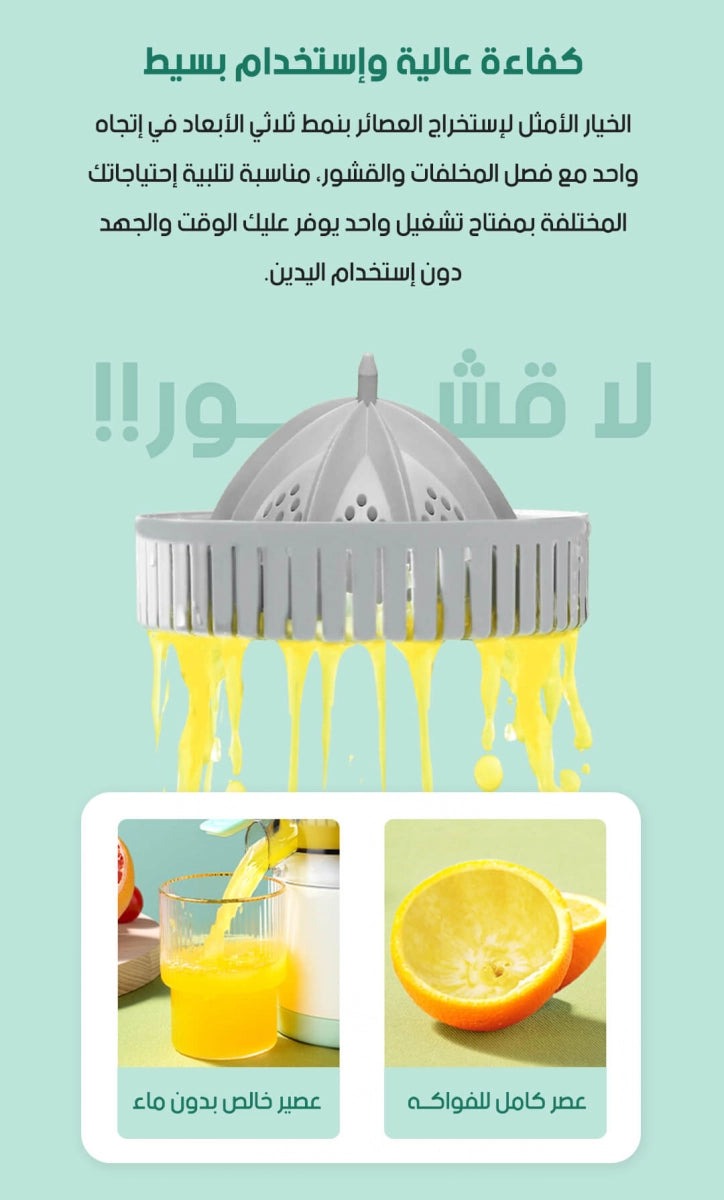 كفاءة عالية وإستخدام بسيط
الخيار الأمثل لإستخراج العصائر بنمط ثلاثي الأبعاد في إتجاه
واحد مع فصل المخلفات والقشور، مناسبة لتلبية إحتياجاتك
المختلفة بمفتاح تشغيل واحد يوفر عليك الوقت والجهد
دون إستخدام اليدين.
لا قشــــور!!
عصر كامل للفواكـه
عصير خالص بدون ماء